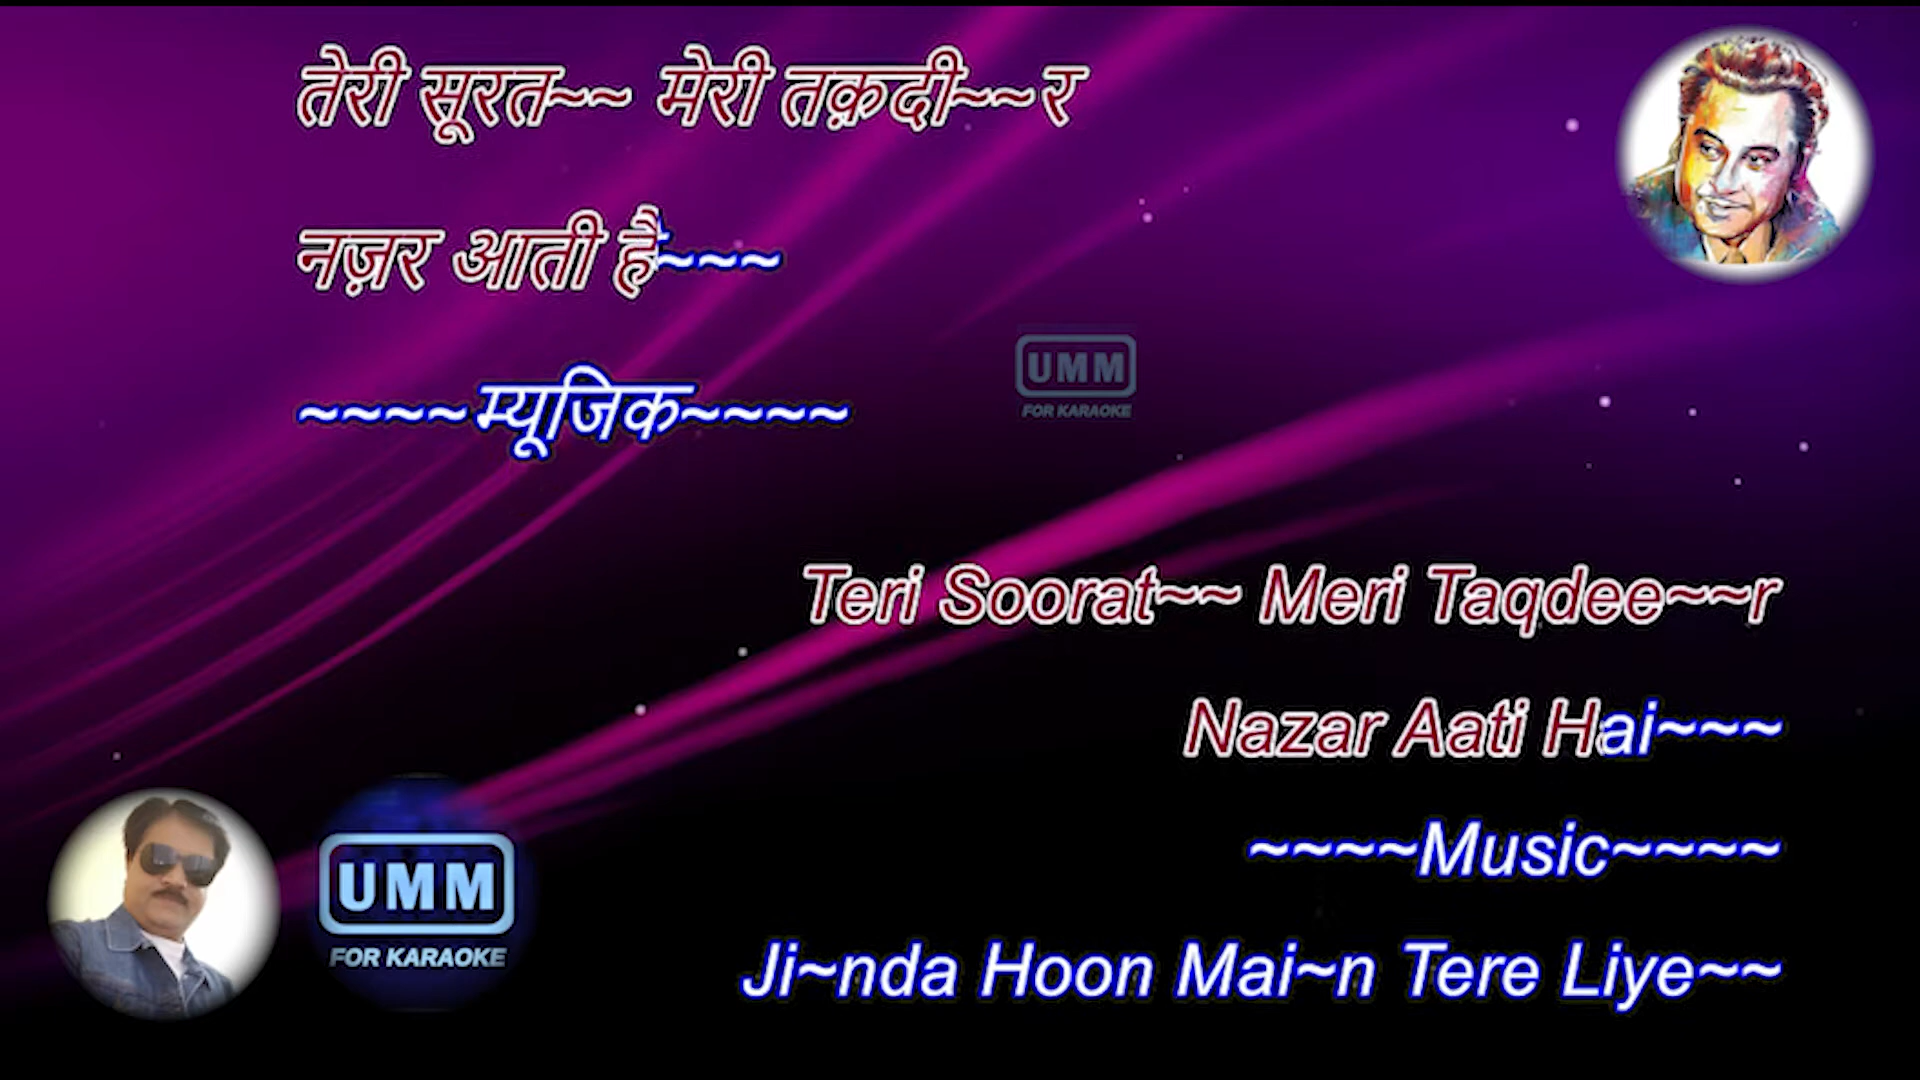 तेरी सूरत~~ मेरी तक़दी~~र
नज़र आती है~~~
~~~~म्यूजिक~~~~
UMM
FOR KARAOKE
Teri Soorat~~ Meri Taqdee~~r
Nazar Aati Hai~~~
~~~~Music~~~~
UMM
FOR KARAOKE
Ji~nda Hoon Mai~n Tere Liye~~